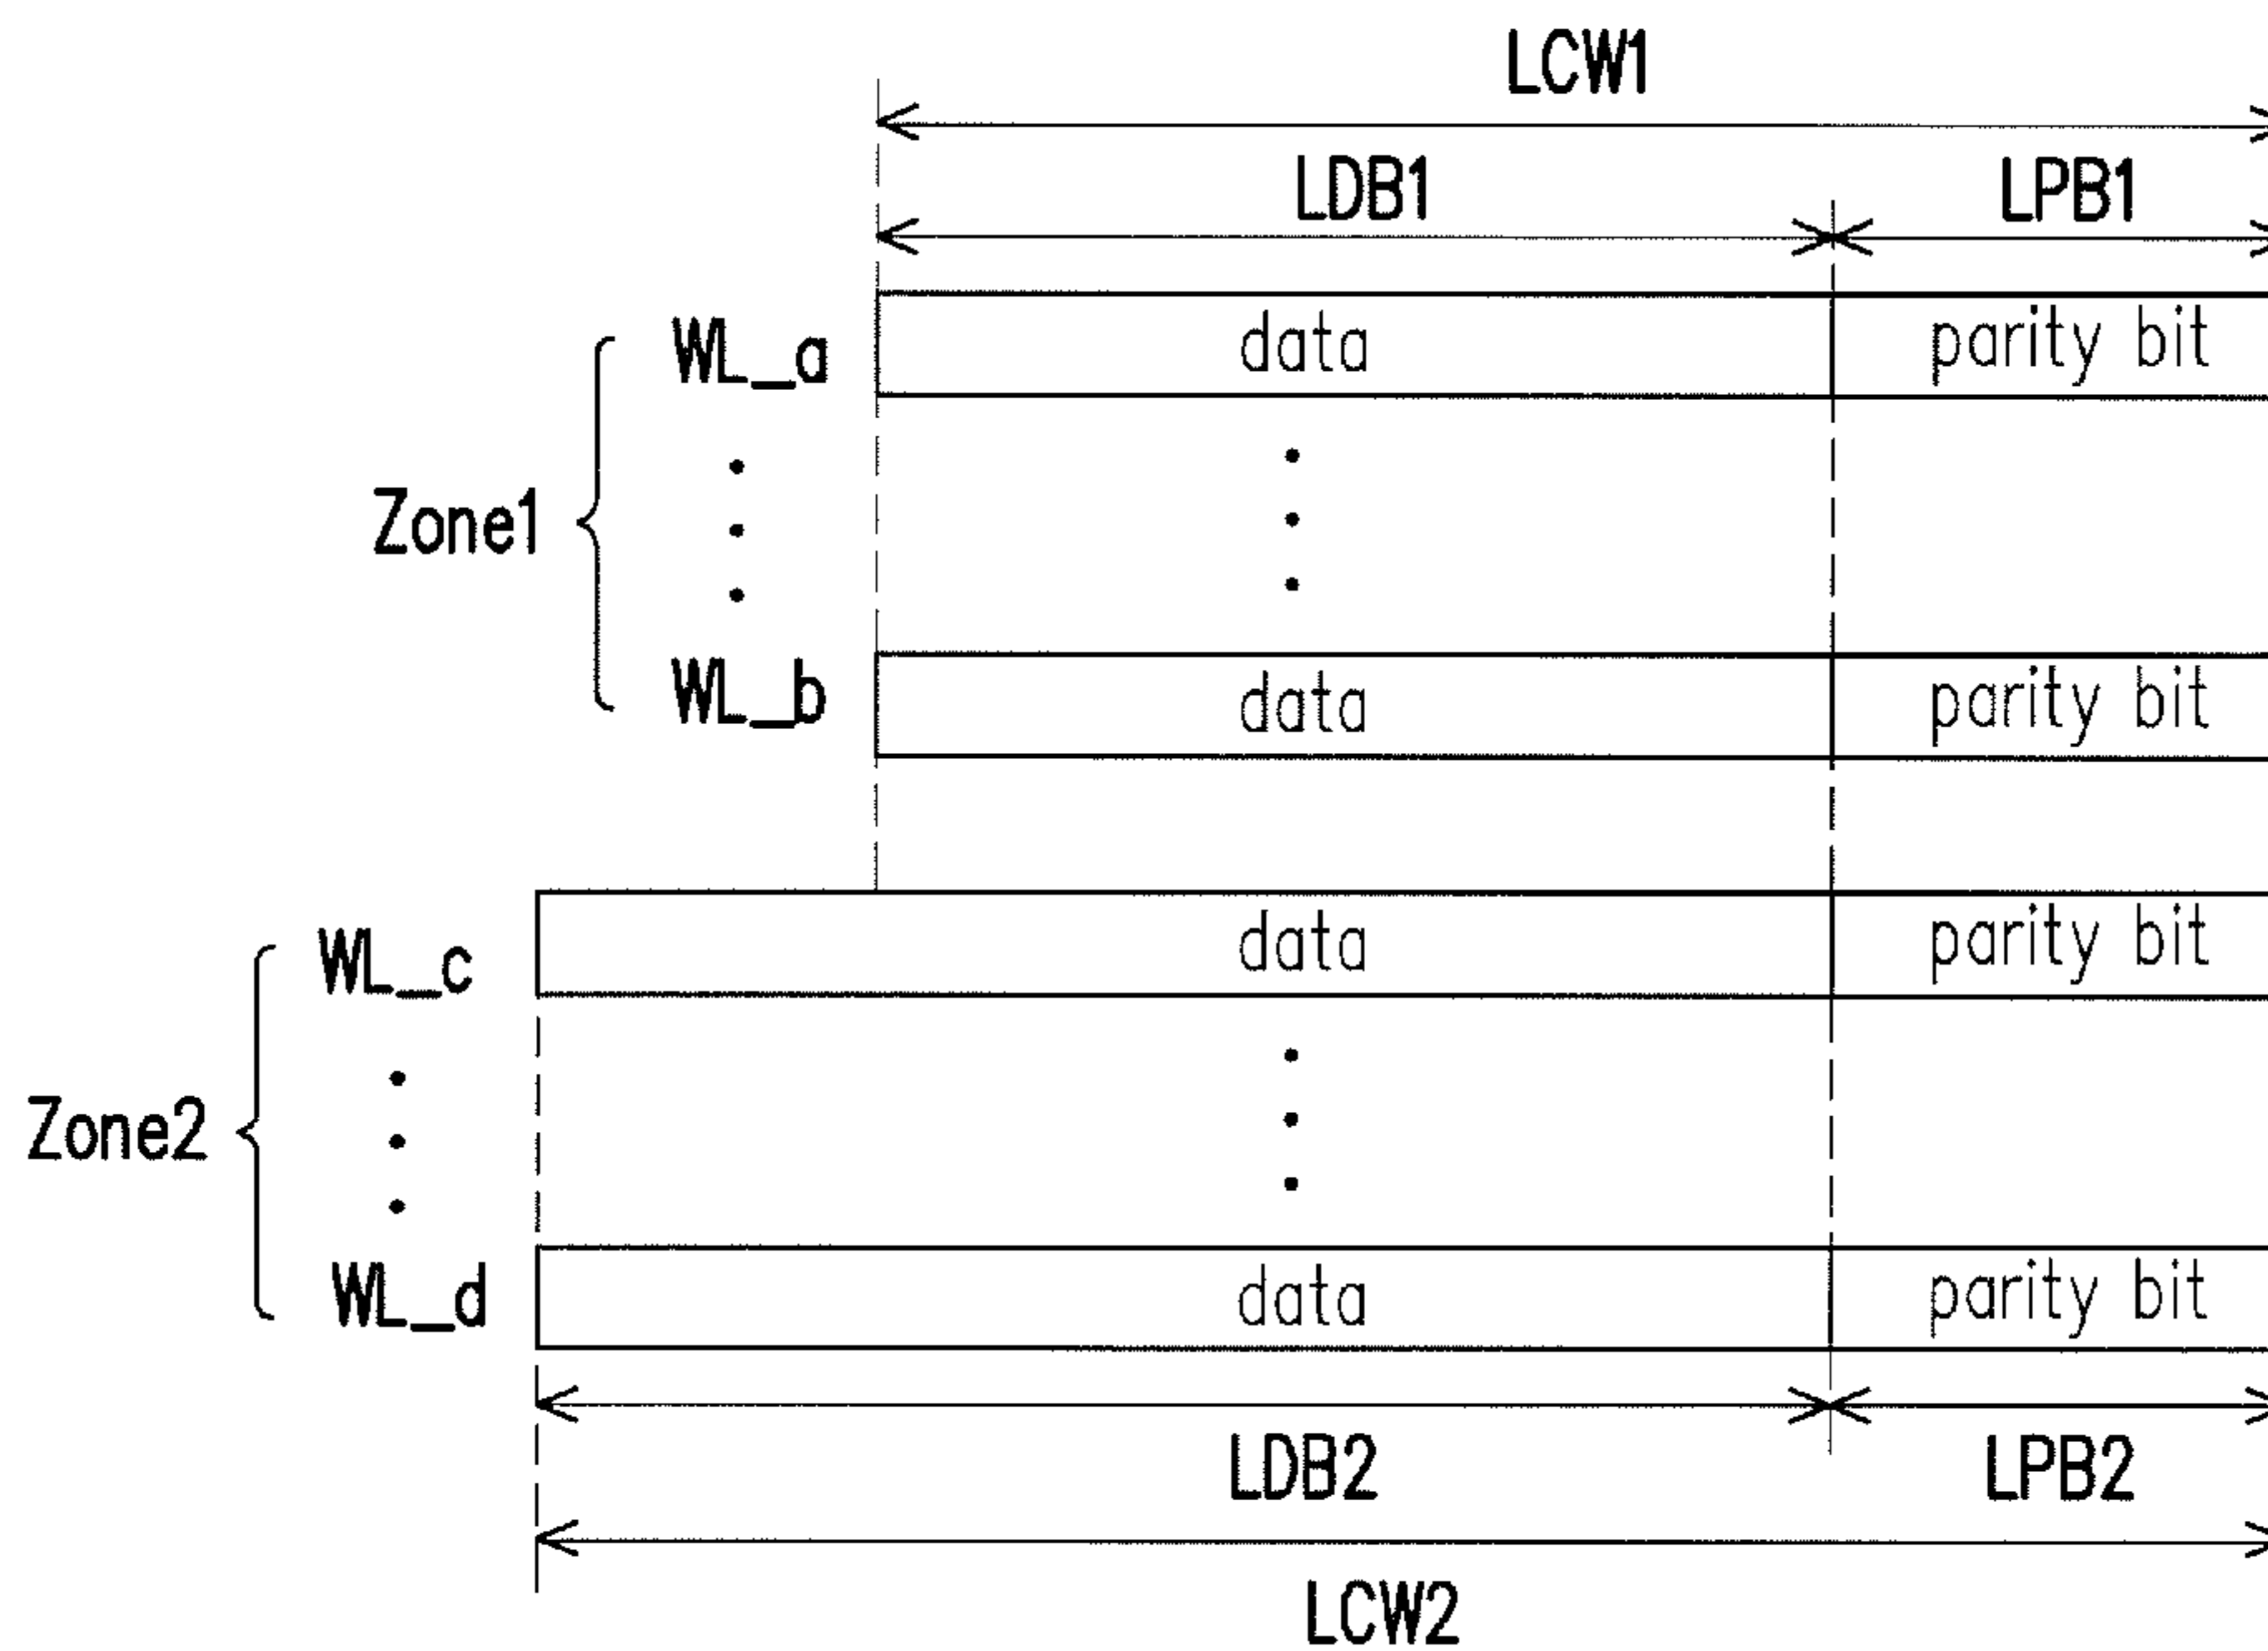 LCW1
LDB1 LPB1
WL_a data parity bit
Zone1
WL_b data parity bit
WL_c data parity bit
Zone2
WL_d data parity bit
LDB2 LPB2
LCW2